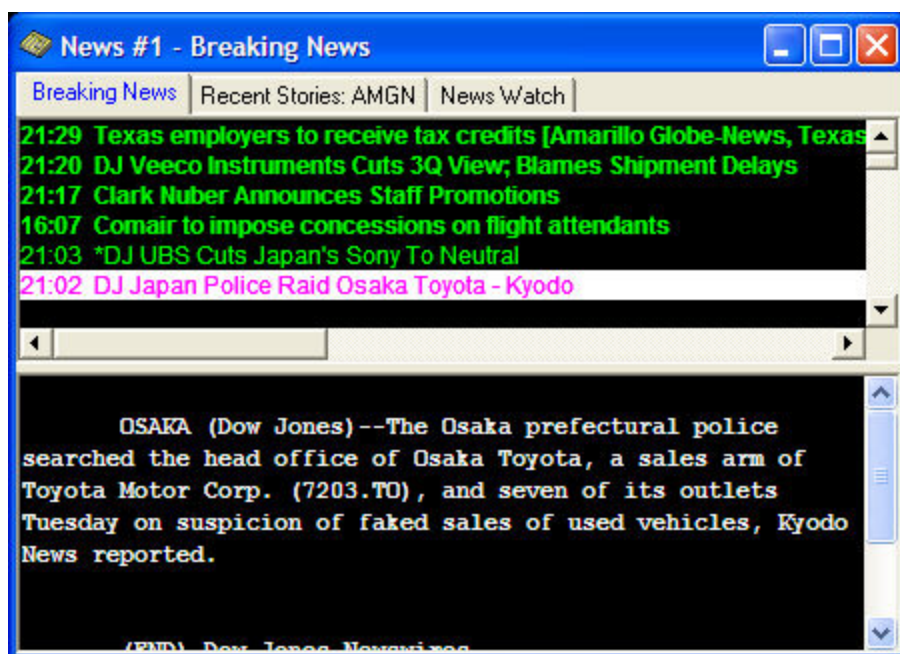 News #1 - Breaking News
Breaking News Recent Stories: AMGN News Watch
21:29 Texas employers to receive tax credits [Amarillo Globe-News, Texas
21:20 DJ Veeco Instruments Cuts 3Q View; Blames Shipment Delays
21:17 Clark Nuber Announces Staff Promotions
16:07 Comair to impose concessions on flight attendants
21:03 *DJ UBS Cuts Japan's Sony To Neutral
21:02 DJ Japan Police Raid Osaka Toyota - Kyodo
OSAKA (Dow Jones)--The Osaka prefectural police
searched the head office of Osaka Toyota, a sales arm of
Toyota Motor Corp. (7203.TO), and seven of its outlets
Tuesday on suspicion of faked sales of used vehicles, Kyodo
News reported.
(END) Dow Jones Newswires